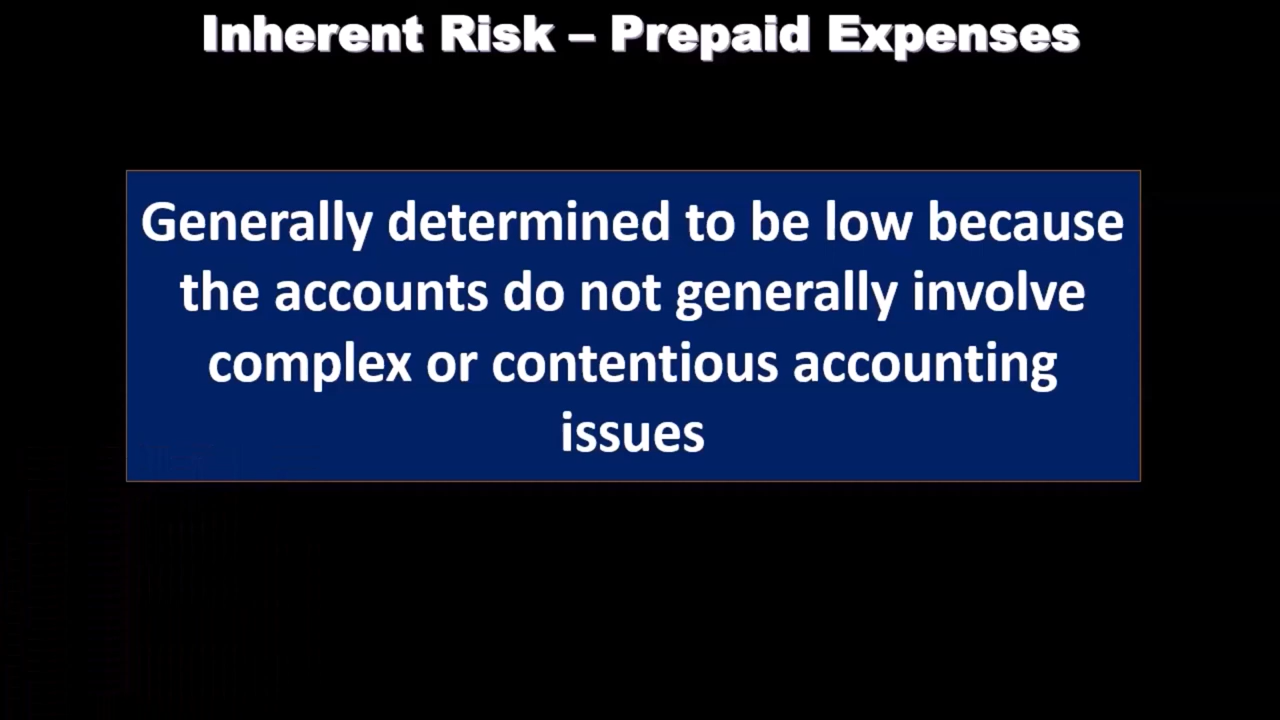 Inherent Risk – Prepaid Expenses
Generally determined to be low because
the accounts do not generally involve
complex or contentious accounting
issues